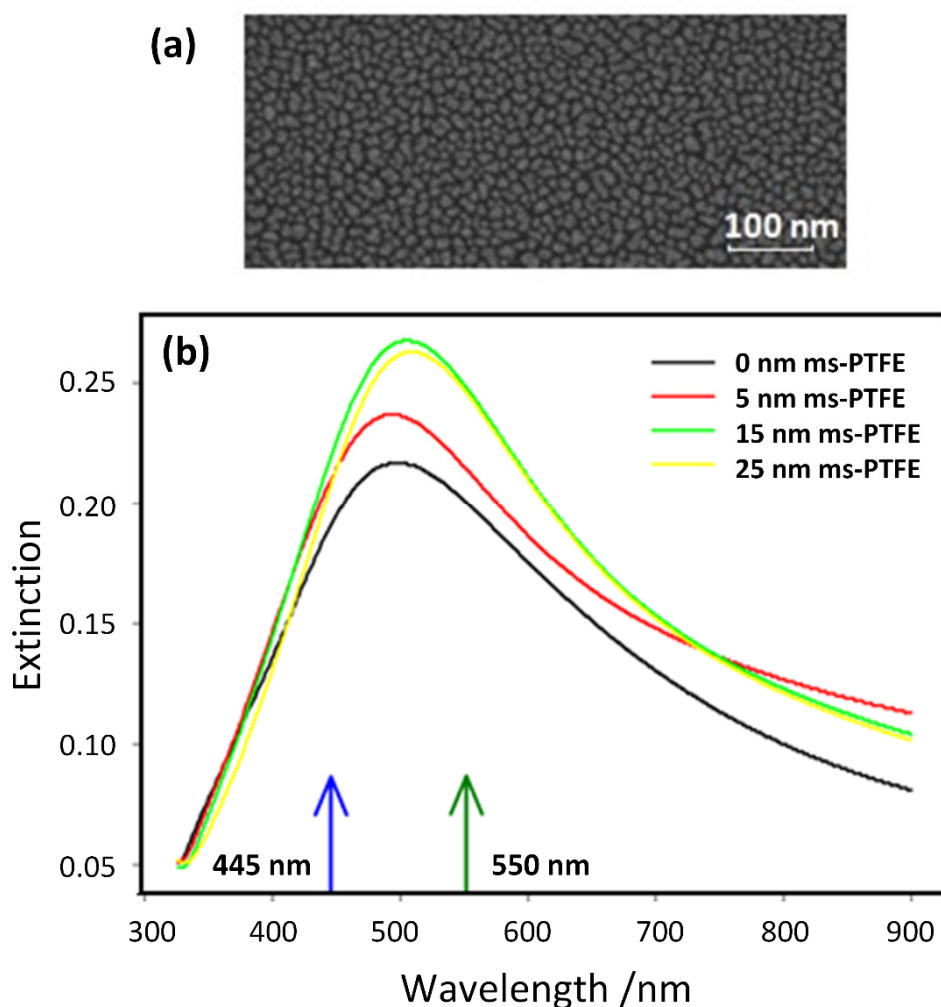 (a)
100 nm
(b)
0 nm ms-PTFE
5 nm ms-PTFE
15 nm ms-PTFE
25 nm ms-PTFE
0.25
0.20
0.15
0.10
0.05
Extinction
445 nm
550 nm
300 400 500 600 700 800 900
Wavelength /nm